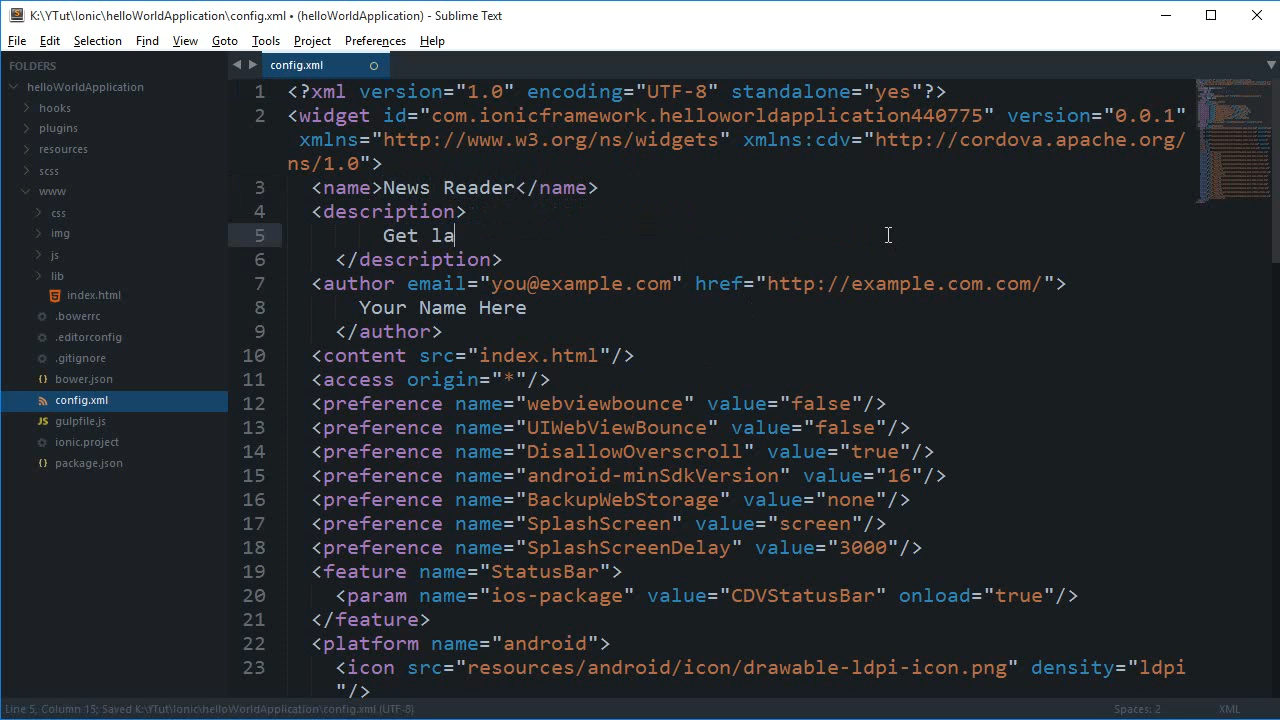 K:\YTut\Ionic\helloWorldApplication\config.xml • (helloWorldApplication) - Sublime Text
File Edit Selection Find View Goto Tools Project Preferences Help
FOLDERS
helloWorldApplication
hooks
plugins
resources
scss
www
css
img
js
lib
index.html
.bowerrc
.editorconfig
.gitignore
bower.json
config.xml
gulpfile.js
ionic.project
package.json
config.xml
1 <?xml version="1.0" encoding="UTF-8" standalone="yes"?>
2 <widget id="com.ionicframework.helloworldapplication440775" version="0.0.1"
xmlns="http://www.w3.org/ns/widgets" xmlns:cdv="http://cordova.apache.org/
ns/1.0">
3 <name>News Reader</name>
4 <description>
5 Get la
6 </description>
7 <author email="you@example.com" href="http://example.com.com/">
8 Your Name Here
9 </author>
10 <content src="index.html"/>
11 <access origin="*"/>
12 <preference name="webviewbounce" value="false"/>
13 <preference name="UIWebViewBounce" value="false"/>
14 <preference name="DisallowOverscroll" value="true"/>
15 <preference name="android-minSdkVersion" value="16"/>
16 <preference name="BackupWebStorage" value="none"/>
17 <preference name="SplashScreen" value="screen"/>
18 <preference name="SplashScreenDelay" value="3000"/>
19 <feature name="StatusBar">
20 <param name="ios-package" value="CDVStatusBar" onload="true"/>
21 </feature>
22 <platform name="android">
23 <icon src="resources/android/icon/drawable-ldpi-icon.png" density="ldpi
"/>
Line 5, Column 15; Saved K:\YTut\Ionic\helloWorldApplication\config.xml (UTF-8) Spaces: 2 XML